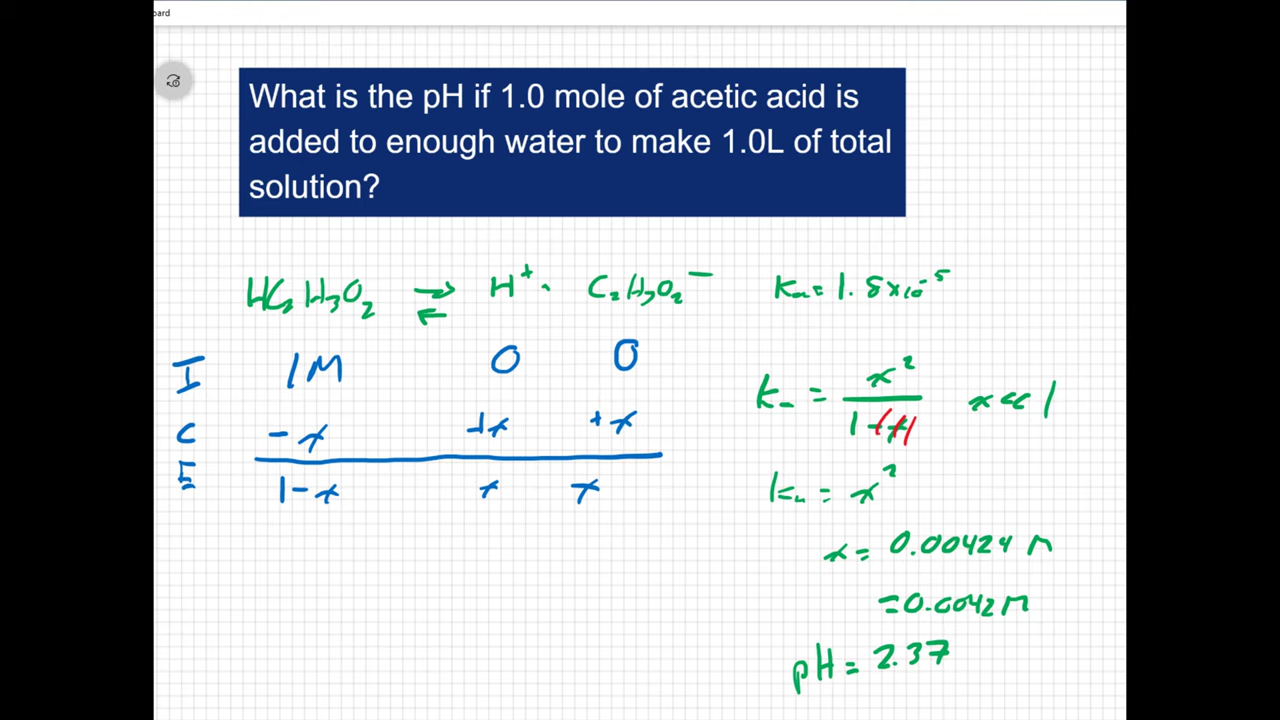 oard
What is the pH if 1.0 mole of acetic acid is
added to enough water to make 1.0L of total
solution?
HC₂H₃O₂ ⇌ H⁺ · C₂H₃O₂⁻ Ka = 1.8x10⁻⁵
I 1M 0 0
C -x +x +x
E 1-x x x
Ka = x² / 1-x x << 1
Ka = x²
x = 0.00424 M
= 0.0042 M
pH = 2.37